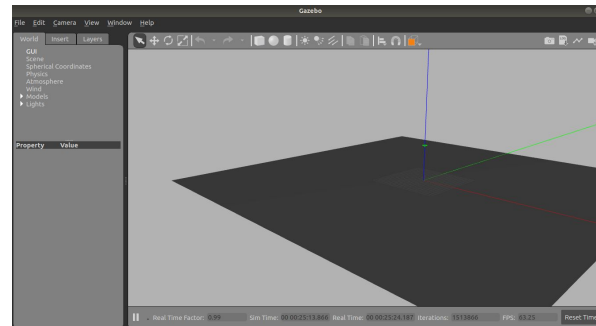 Gazebo
File Edit Camera View Window Help
World Insert Layers
GUI
Scene
Spherical Coordinates
Physics
Atmosphere
Wind
Models
Lights
Property Value
Real Time Factor: 0.99 Sim Time: 00 00:25:13.866 Real Time: 00 00:25:24.187 Iterations: 1513866 FPS: 63.25 Reset Time